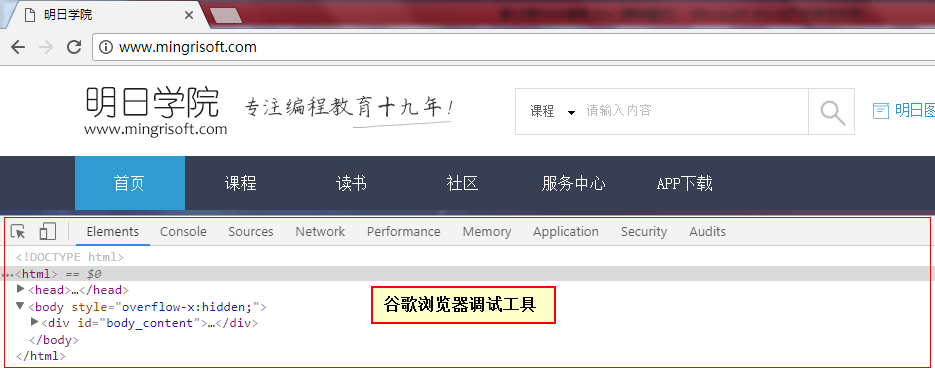 明日学院
www.mingrisoft.com
明日学院 专注编程教育十九年!
www.mingrisoft.com
课程 请输入内容
明日图
首页 课程 读书 社区 服务中心 APP下载
Elements Console Sources Network Performance Memory Application Security Audits
<!DOCTYPE html>
…<html> == $0
<head>…</head>
<body style="overflow-x:hidden;">
<div id="body_content">…</div>
</body>
</html>
谷歌浏览器调试工具